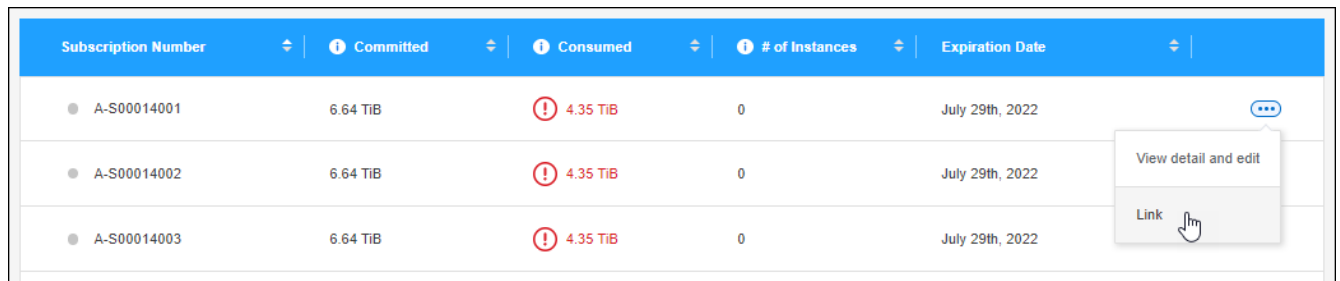 Subscription Number Committed Consumed # of Instances Expiration Date
A-S00014001 6.64 TiB 4.35 TiB 0 July 29th, 2022
View detail and edit
A-S00014002 6.64 TiB 4.35 TiB 0 July 29th, 2022
Link
A-S00014003 6.64 TiB 4.35 TiB 0 July 29th, 2022